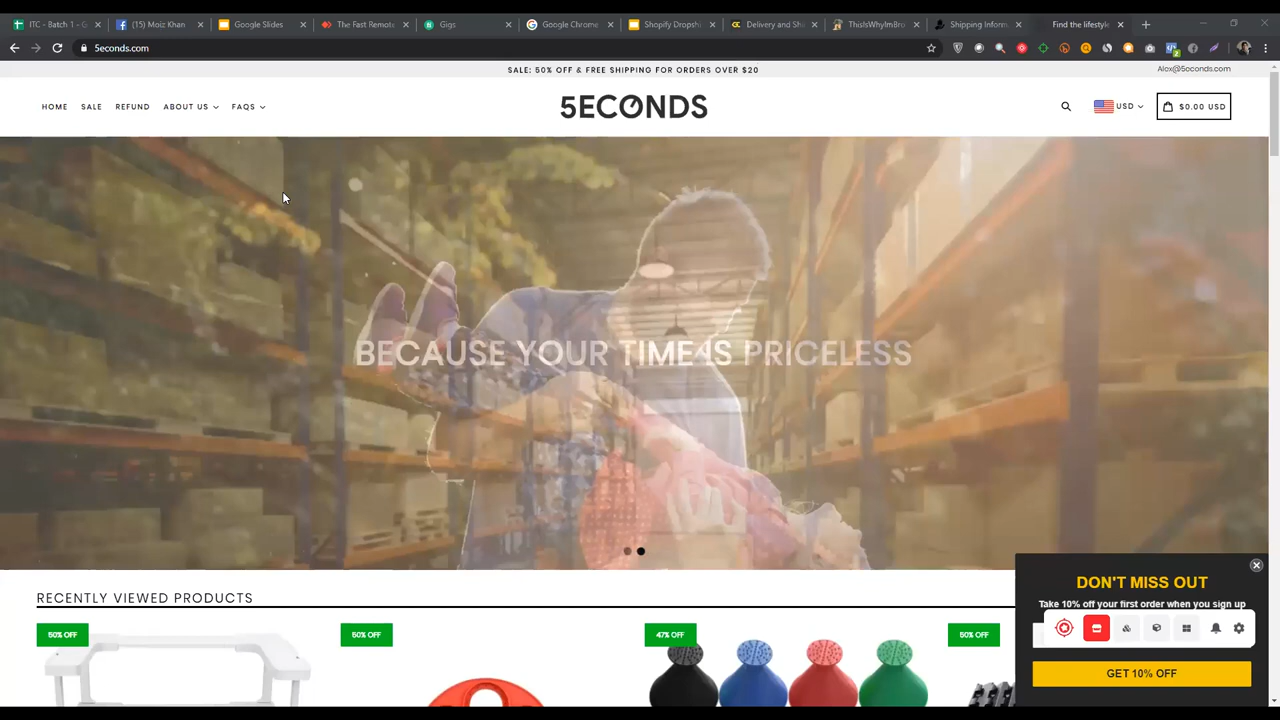 ITC - Batch 1 - G
(15) Moiz Khan
Google Slides
The Fast Remot
Gigs
Google Chrome
Shopify Dropshi
Delivery and Shi
ThisIsWhyImBro
Shipping Inform
Find the lifestyle
5econds.com
SALE: 50% OFF & FREE SHIPPING FOR ORDERS OVER $20
Alex@5econds.com
HOME SALE REFUND ABOUT US FAQS
5ECONDS
USD
$0.00 USD
BECAUSE YOUR TIME IS PRICELESS
RECENTLY VIEWED PRODUCTS
50% OFF
50% OFF
47% OFF
50% OFF
DON'T MISS OUT
Take 10% off your first order when you sign up
GET 10% OFF